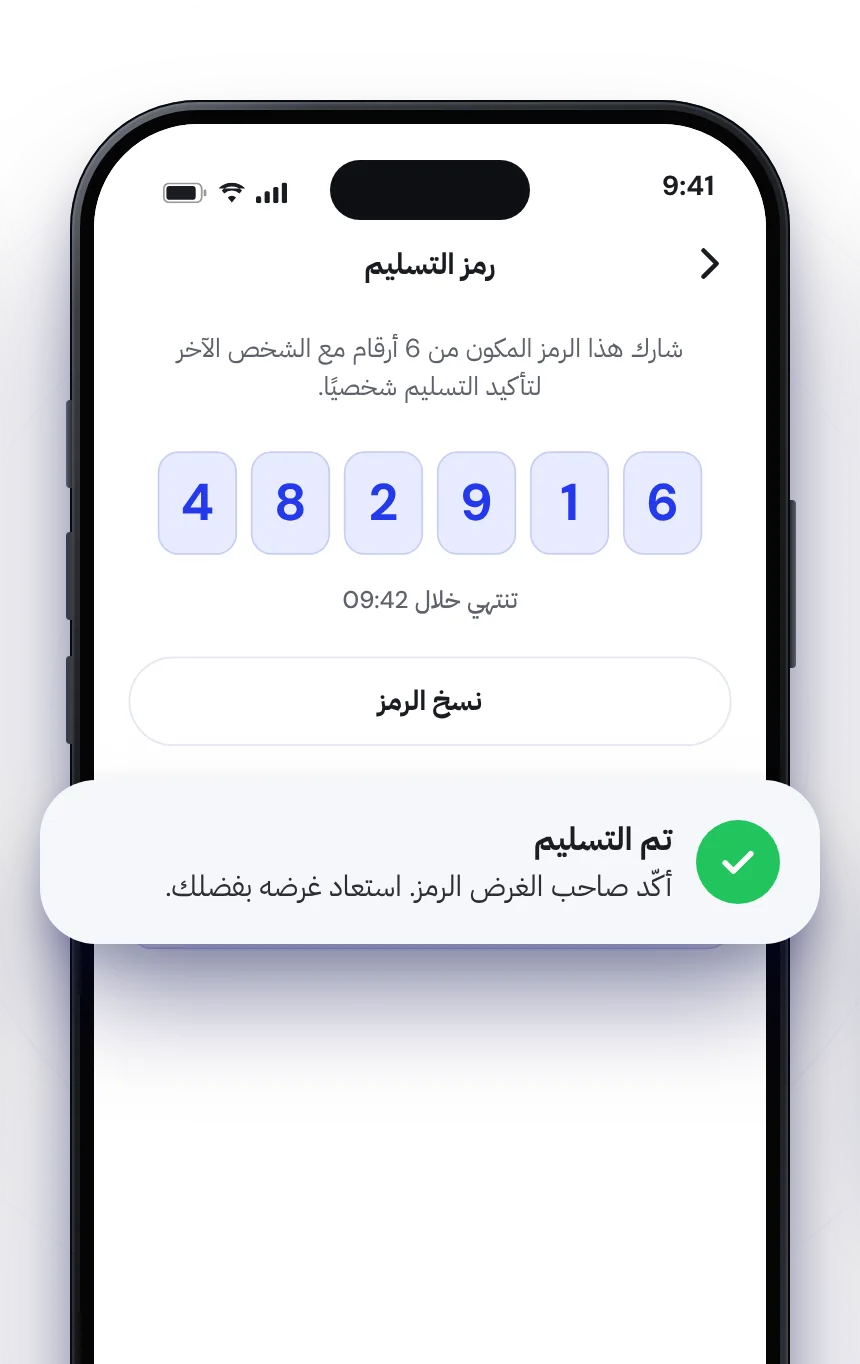 9:41
رمز التسليم
شارك هذا الرمز المكون من 6 أرقام مع الشخص الآخر
لتأكيد التسليم شخصيًا.
4 8 2 9 1 6
تنتهي خلال 09:42
نسخ الرمز
تم التسليم
أكّد صاحب الغرض الرمز. استعاد غرضه بفضلك.